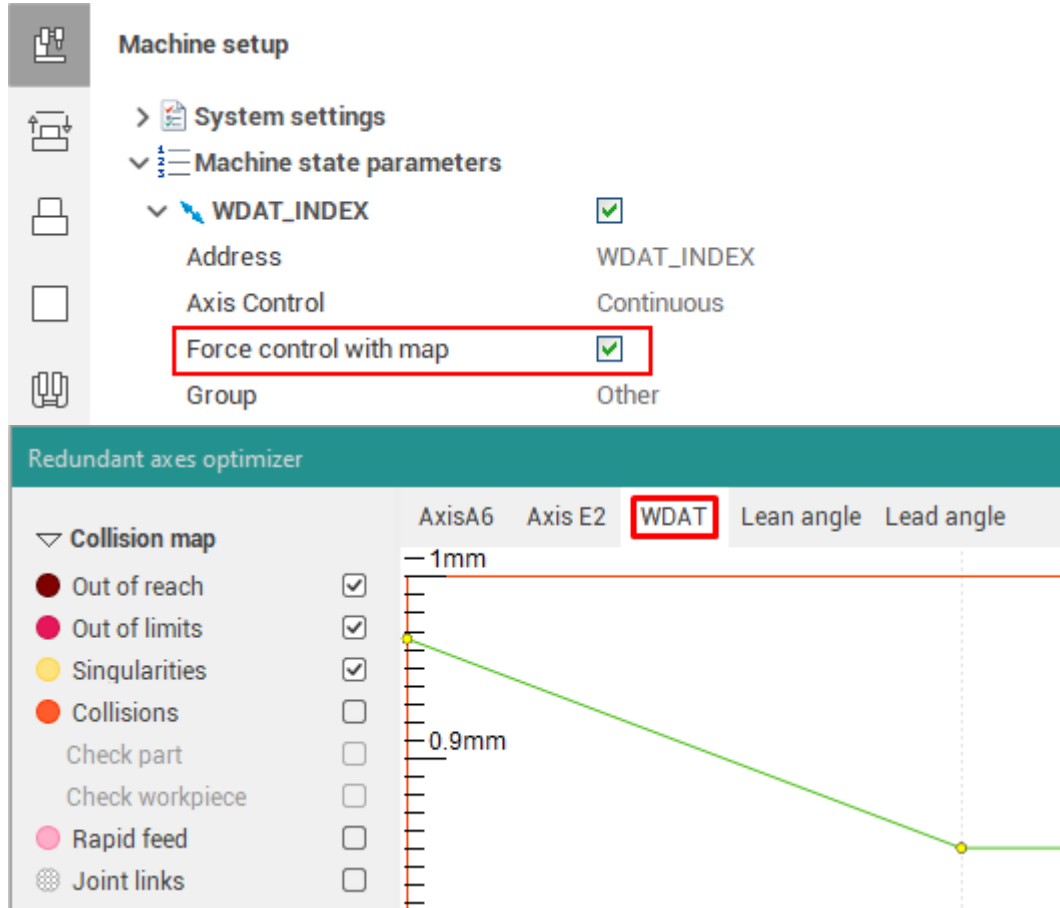 Machine setup
System settings
Machine state parameters
WDAT_INDEX
Address WDAT_INDEX
Axis Control Continuous
Force control with map
Group Other
Redundant axes optimizer
AxisA6 Axis E2 WDAT Lean angle Lead angle
Collision map
1mm
Out of reach
Out of limits
Singularities
Collisions
0.9mm
Check part
Check workpiece
Rapid feed
Joint links